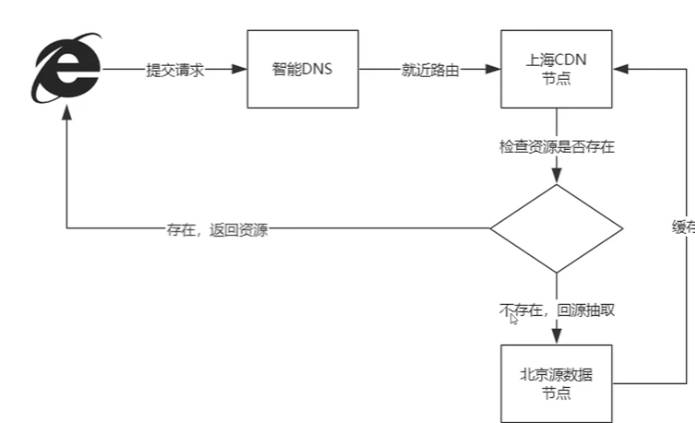 提交请求
智能DNS
就近路由
上海CDN
节点
检查资源是否存在
存在，返回资源
缓存
不存在，回源抽取
北京源数据
节点